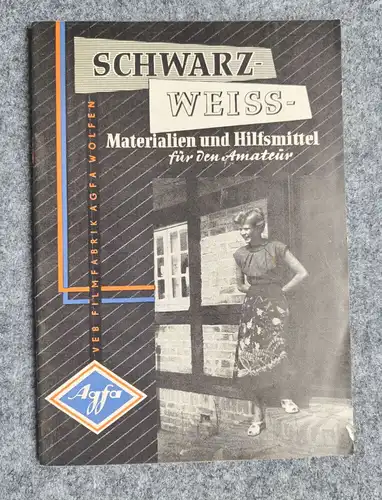 SCHWARZ-
WEISS-
Materialien und Hilfsmittel
für den Amateur
VEB FILMFABRIK AGFA WOLFEN
Agfa